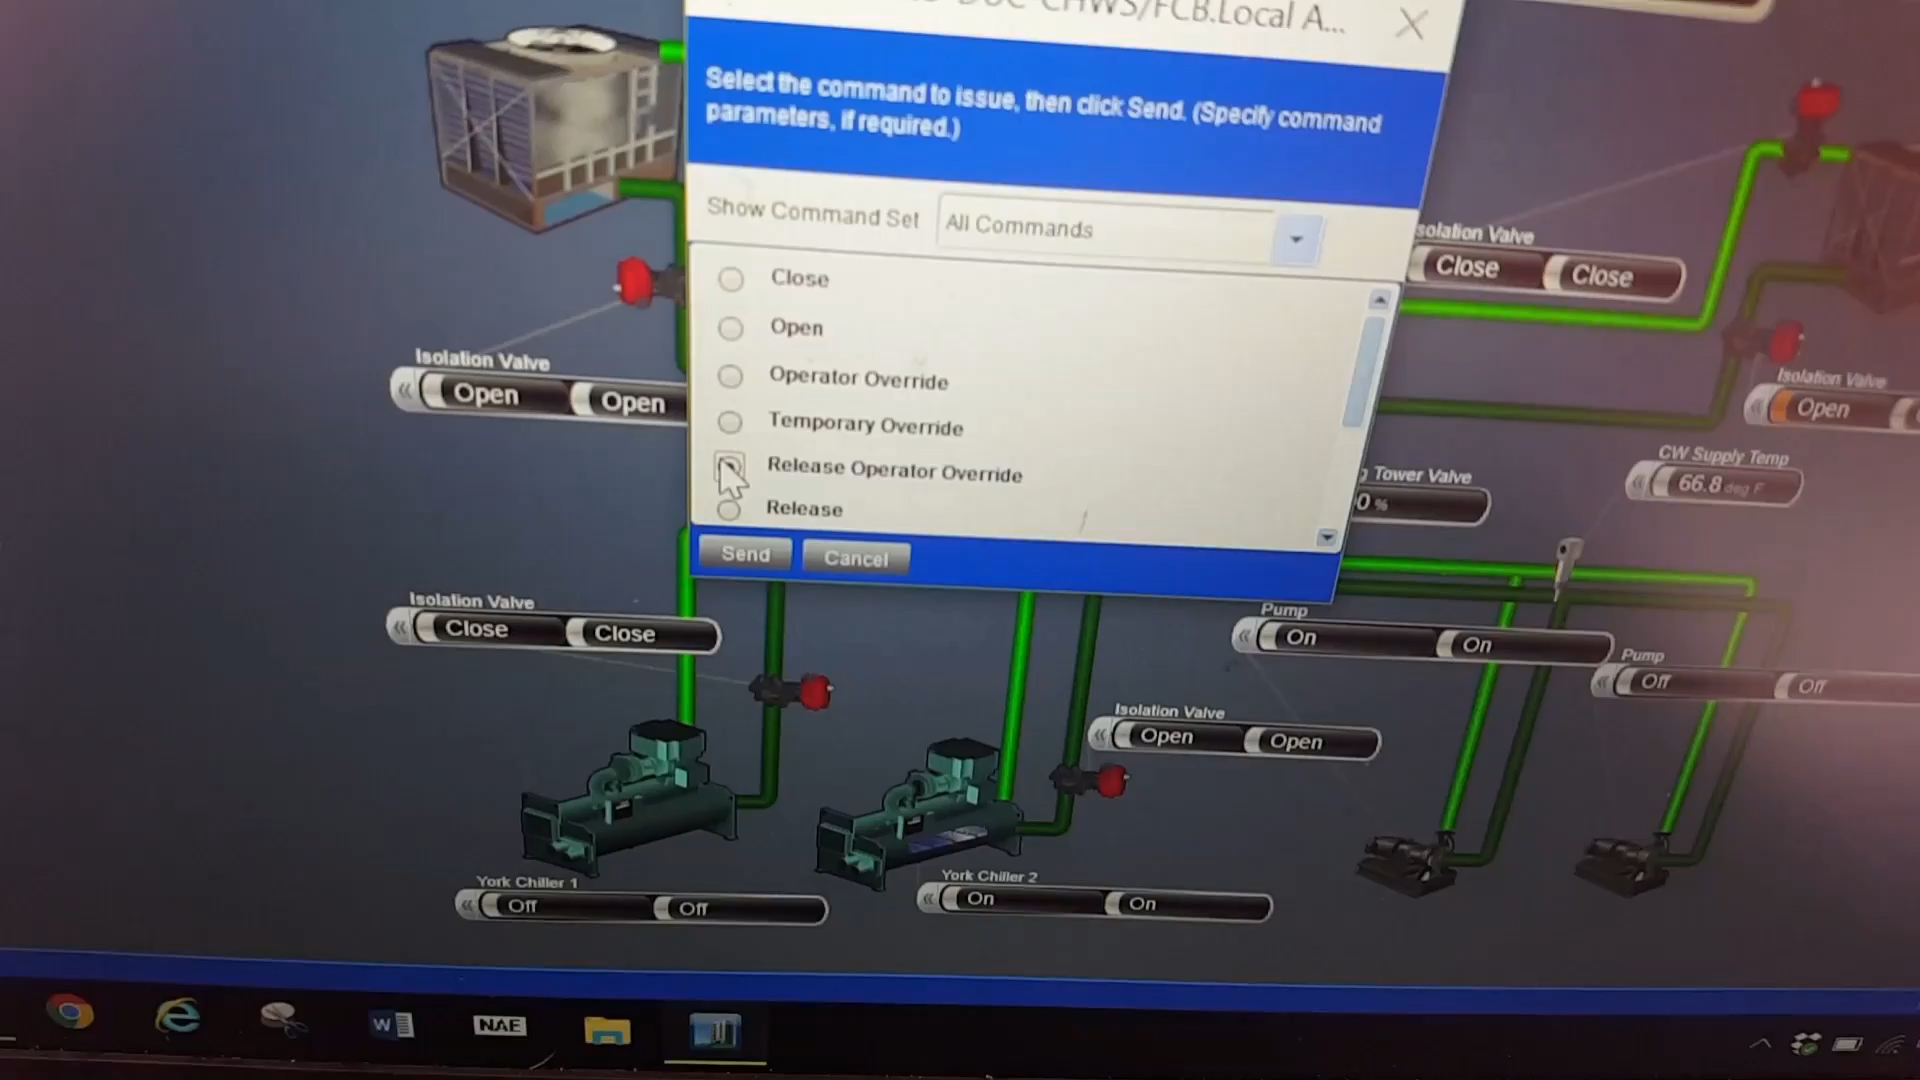 CHWS/FCB.Local A...
Select the command to issue, then click Send. (Specify command
parameters, if required.)
Show Command Set
All Commands
Close
Open
Operator Override
Temporary Override
Release Operator Override
Release
Send
Cancel
Isolation Valve
Open
Open
solation Valve
Close
Close
Isolation Valve
Open
CW Supply Temp
66.8 deg F
Tower Valve
0 %
Isolation Valve
Close
Close
Pump
On
On
Pump
Off
Off
Isolation Valve
Open
Open
York Chiller 1
Off
Off
York Chiller 2
On
On
W
NAE